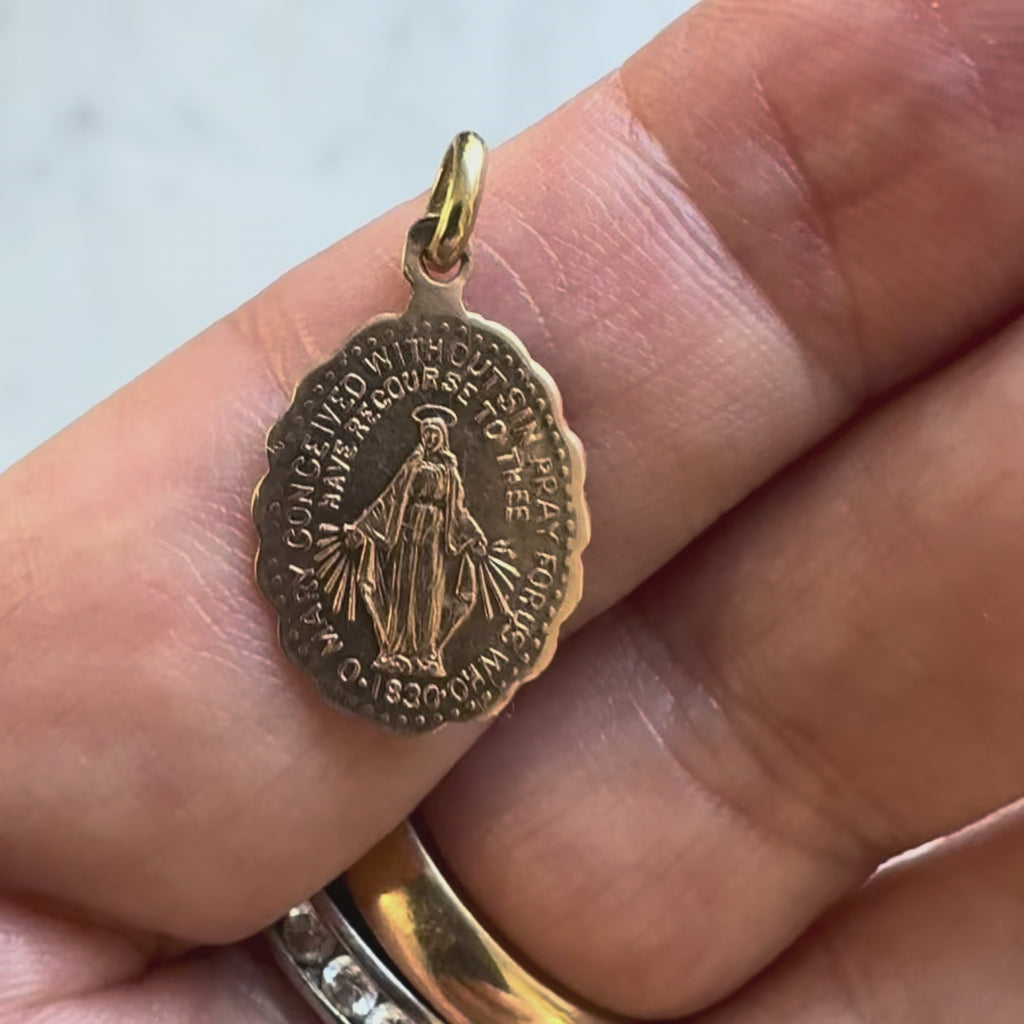 O MARY CONCEIVED WITHOUT SIN PRAY FOR US WHO
HAVE RECOURSE TO THEE
·1830·